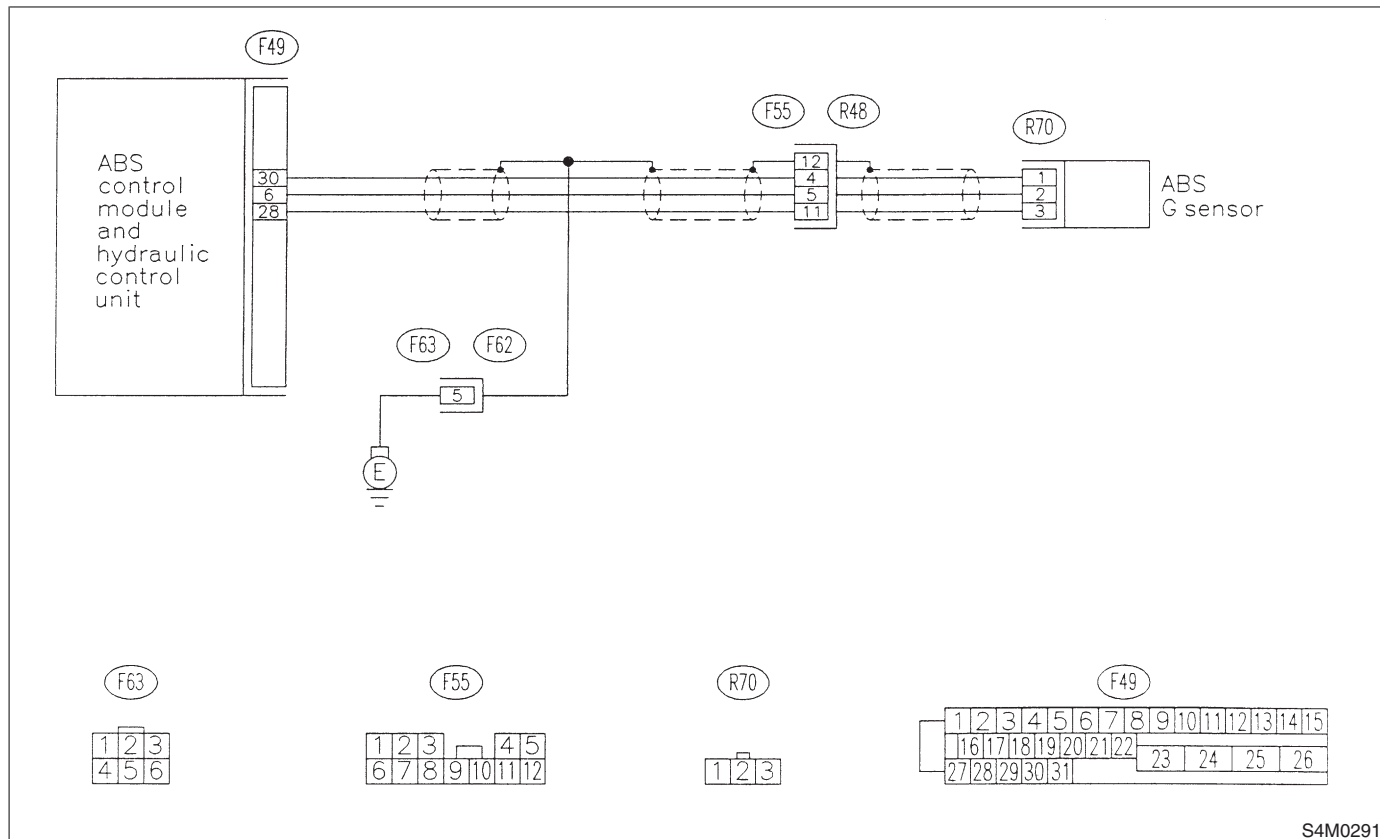 F49
ABS
control
module
and
hydraulic
control
unit
30
6
28
F55 R48
12
4
5
11
R70
1
2
3
ABS
G sensor
F63 F62
5
E
F63
1 2 3
4 5 6
F55
1 2 3 4 5
6 7 8 9 10 11 12
R70
1 2 3
F49
1 2 3 4 5 6 7 8 9 10 11 12 13 14 15
16 17 18 19 20 21 22
23 24 25 26
27 28 29 30 31
S4M0291